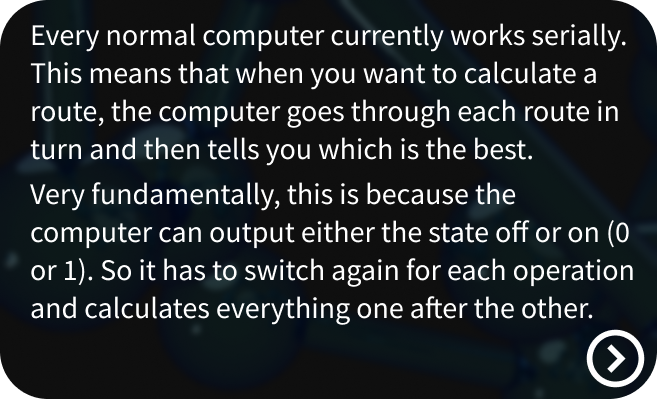 Every normal computer currently works serially.
This means that when you want to calculate a
route, the computer goes through each route in
turn and then tells you which is the best.
Very fundamentally, this is because the
computer can output either the state off or on (0
or 1). So it has to switch again for each operation
and calculates everything one after the other.